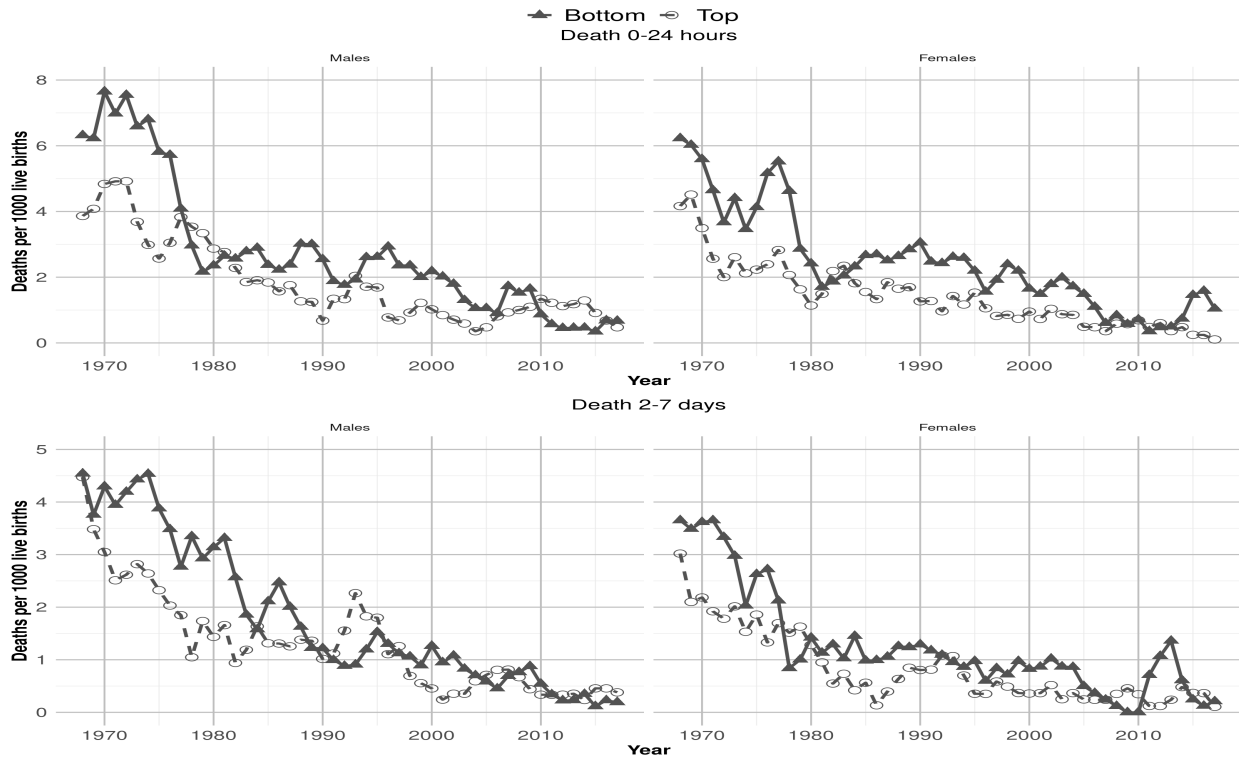 Bottom Top
Death 0-24 hours
Males Females
Deaths per 1000 live births
8
6
4
2
0
1970 1980 1990 2000 2010 1970 1980 1990 2000 2010
Year
Death 2-7 days
Males Females
Deaths per 1000 live births
5
4
3
2
1
0
1970 1980 1990 2000 2010 1970 1980 1990 2000 2010
Year